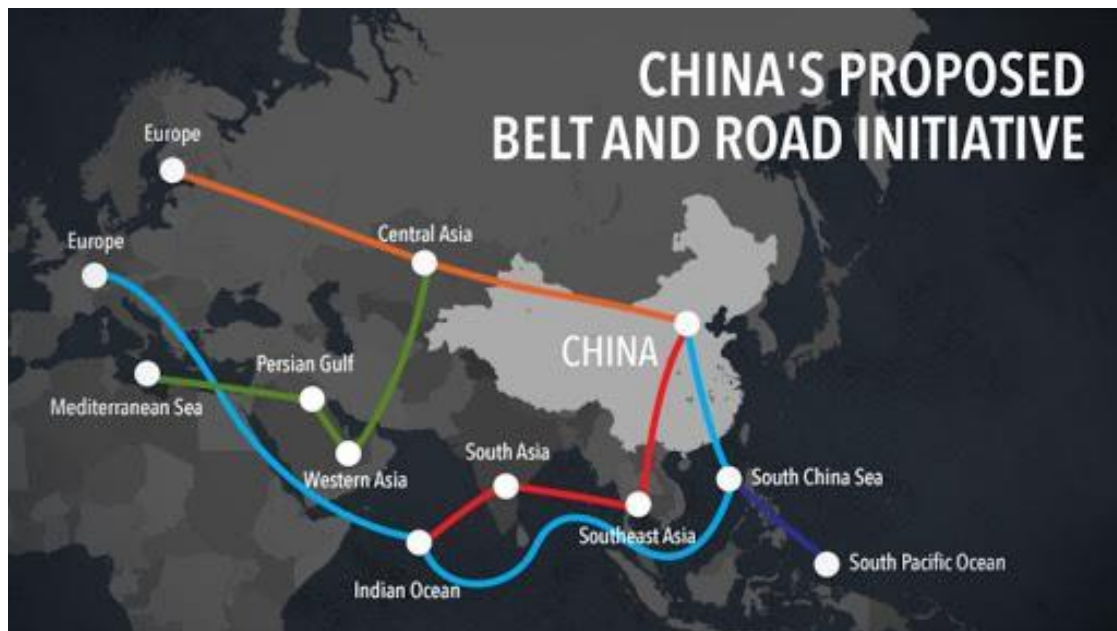 CHINA'S PROPOSED
BELT AND ROAD INITIATIVE
Europe
Europe
Central Asia
CHINA
Persian Gulf
Mediterranean Sea
South Asia
Western Asia
South China Sea
Southeast Asia
South Pacific Ocean
Indian Ocean